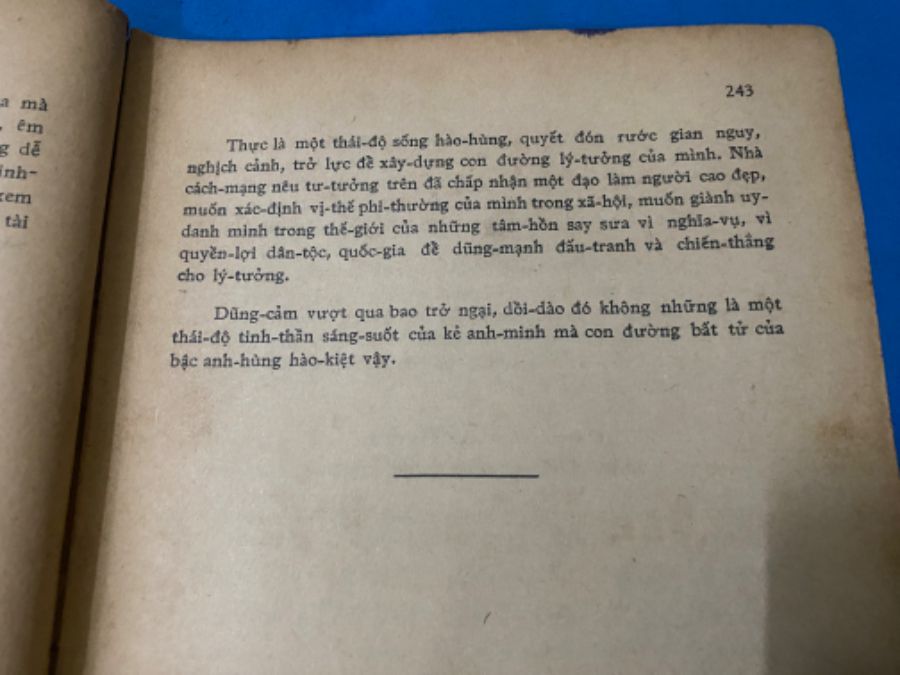 a mà
, êm
g dễ
ình-
xem
tài
243
Thực là một thái-độ sống hào-hùng, quyết đón rước gian nguy,
nghịch cảnh, trở lực để xây-dựng con đường lý-tưởng của mình. Nhà
cách-mạng nêu tư-tưởng trên đã chấp nhận một đạo làm người cao đẹp,
muốn xác-định vị-thế phi-thường của mình trong xã-hội, muốn giành uy-
danh mình trong thế-giới của những tâm-hồn say sưa vì nghĩa-vụ, vì
quyền-lợi dân-tộc, quốc-gia để dũng-mạnh đấu-tranh và chiến-thắng
cho lý-tưởng.
Dũng-cảm vượt qua bao trở ngại, dồi-dào đó không những là một
thái-độ tinh-thần sáng-suốt của kẻ anh-minh mà con đường bất tử của
bậc anh-hùng hào-kiệt vậy.